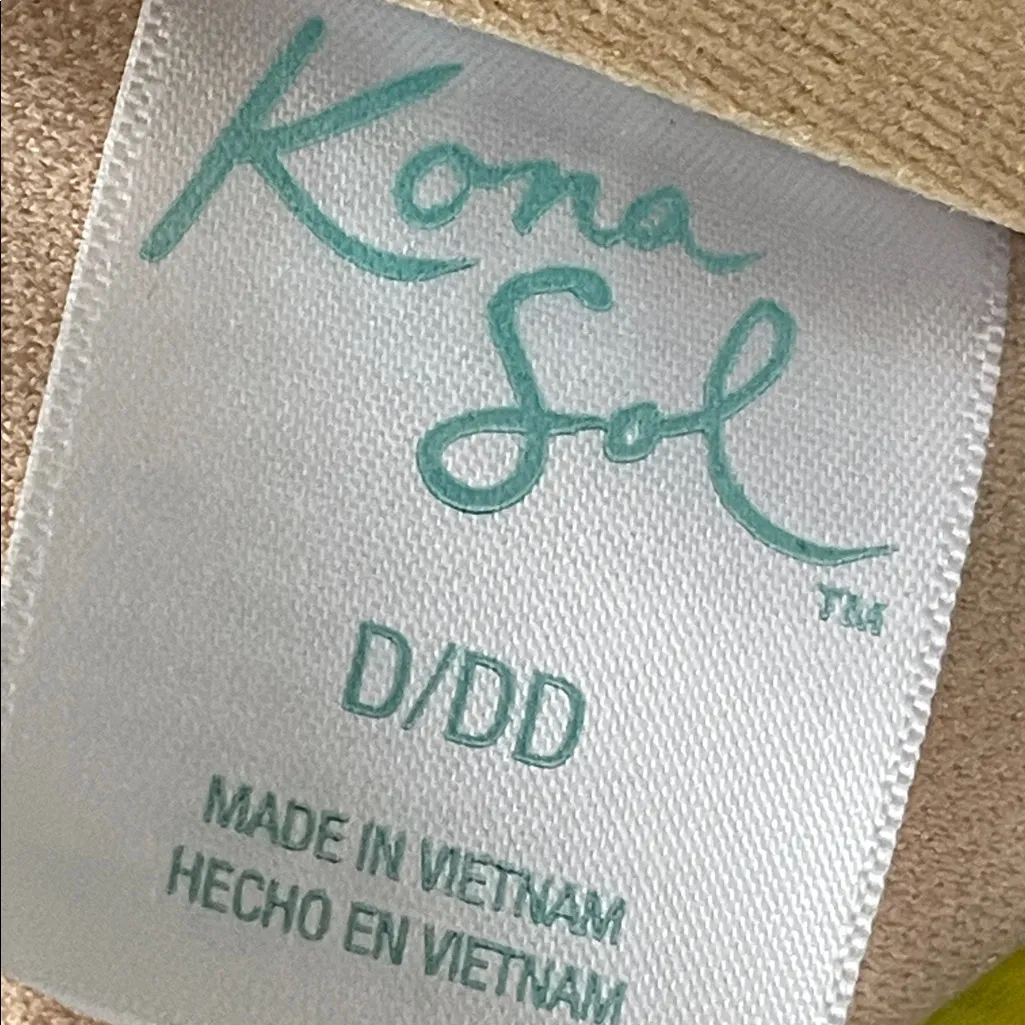 Kona
Sol
TM
D/DD
MADE IN VIETNAM
HECHO EN VIETNAM